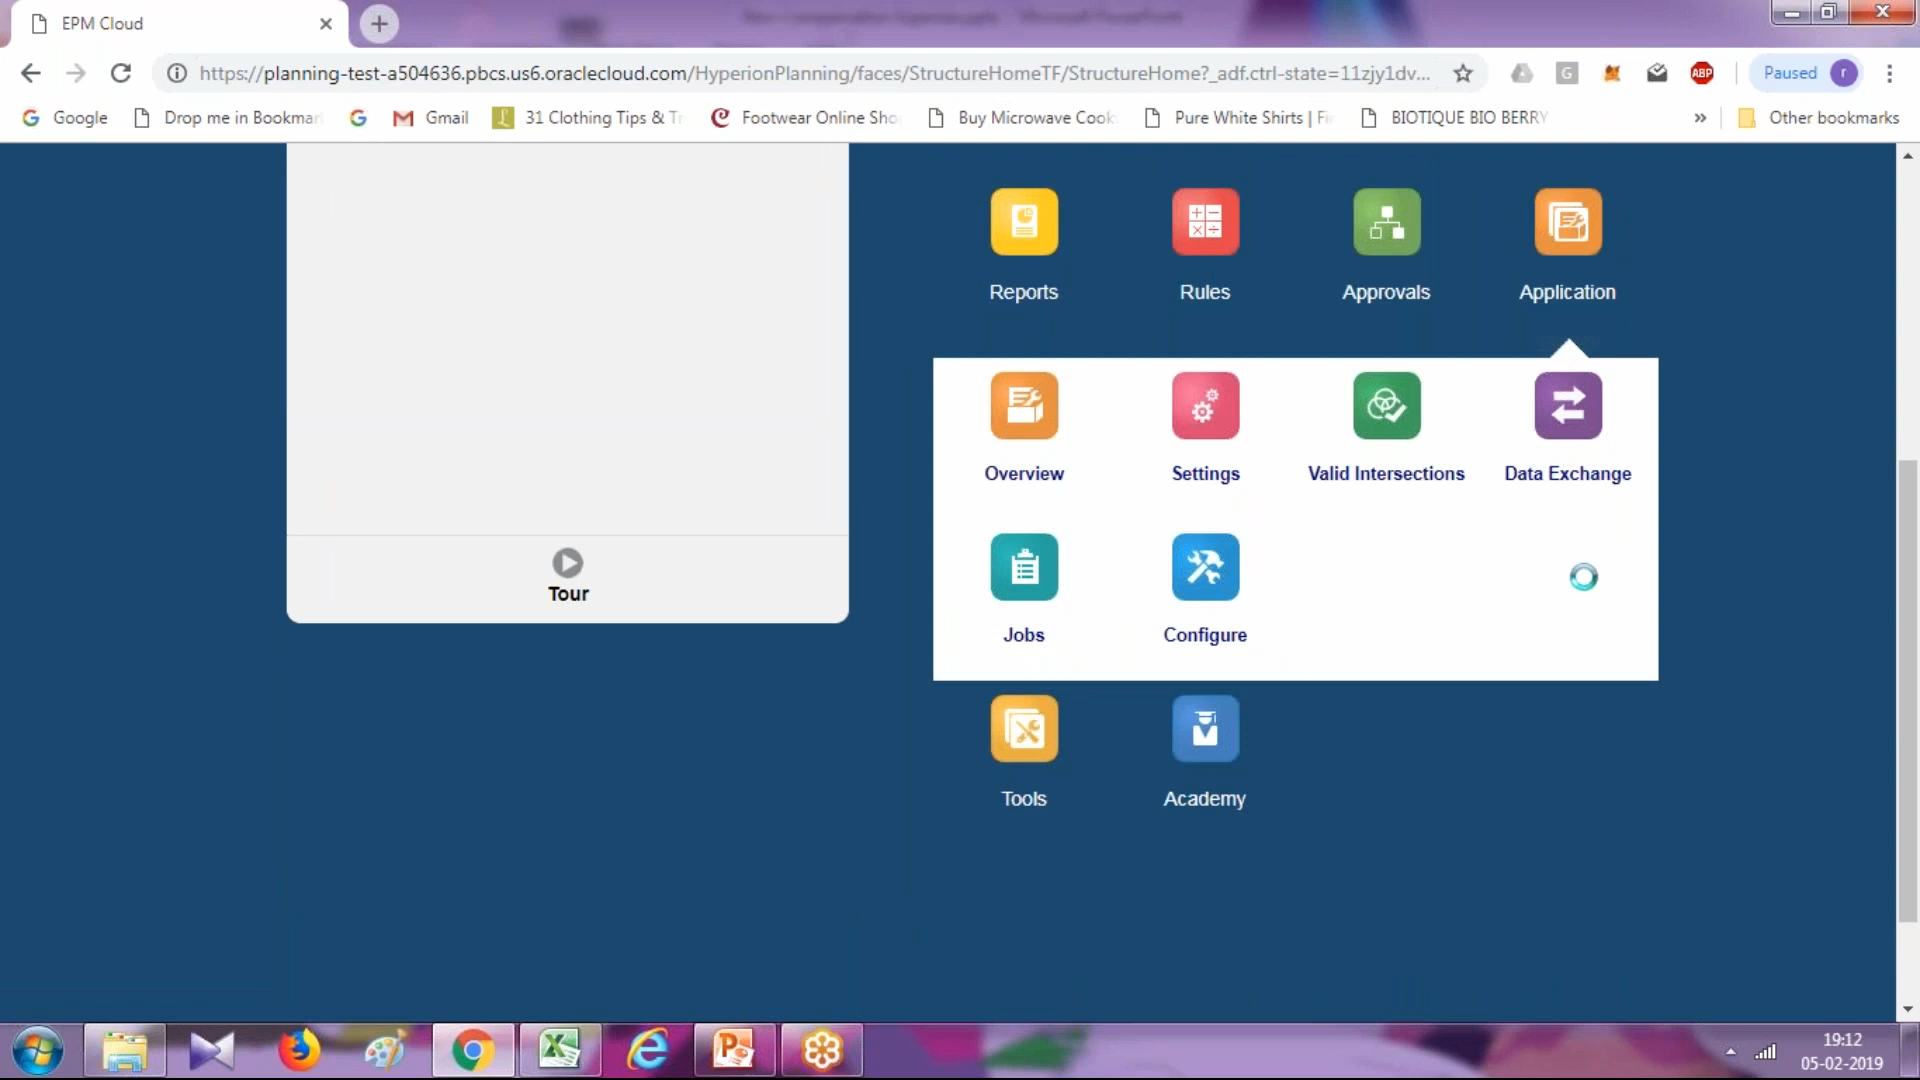 EPM Cloud
https://planning-test-a504636.pbcs.us6.oraclecloud.com/HyperionPlanning/faces/StructureHomeTF/StructureHome?_adf.ctrl-state=11zjy1dv...
G
ABP
Paused
r
Google
Drop me in Bookmar
Gmail
31 Clothing Tips & T
Footwear Online Sho
Buy Microwave Cook
Pure White Shirts | Fi
BIOTIQUE BIO BERRY
»
Other bookmarks
Reports
Rules
Approvals
Application
Overview
Settings
Valid Intersections
Data Exchange
Tour
Jobs
Configure
Tools
Academy
19:12
05-02-2019